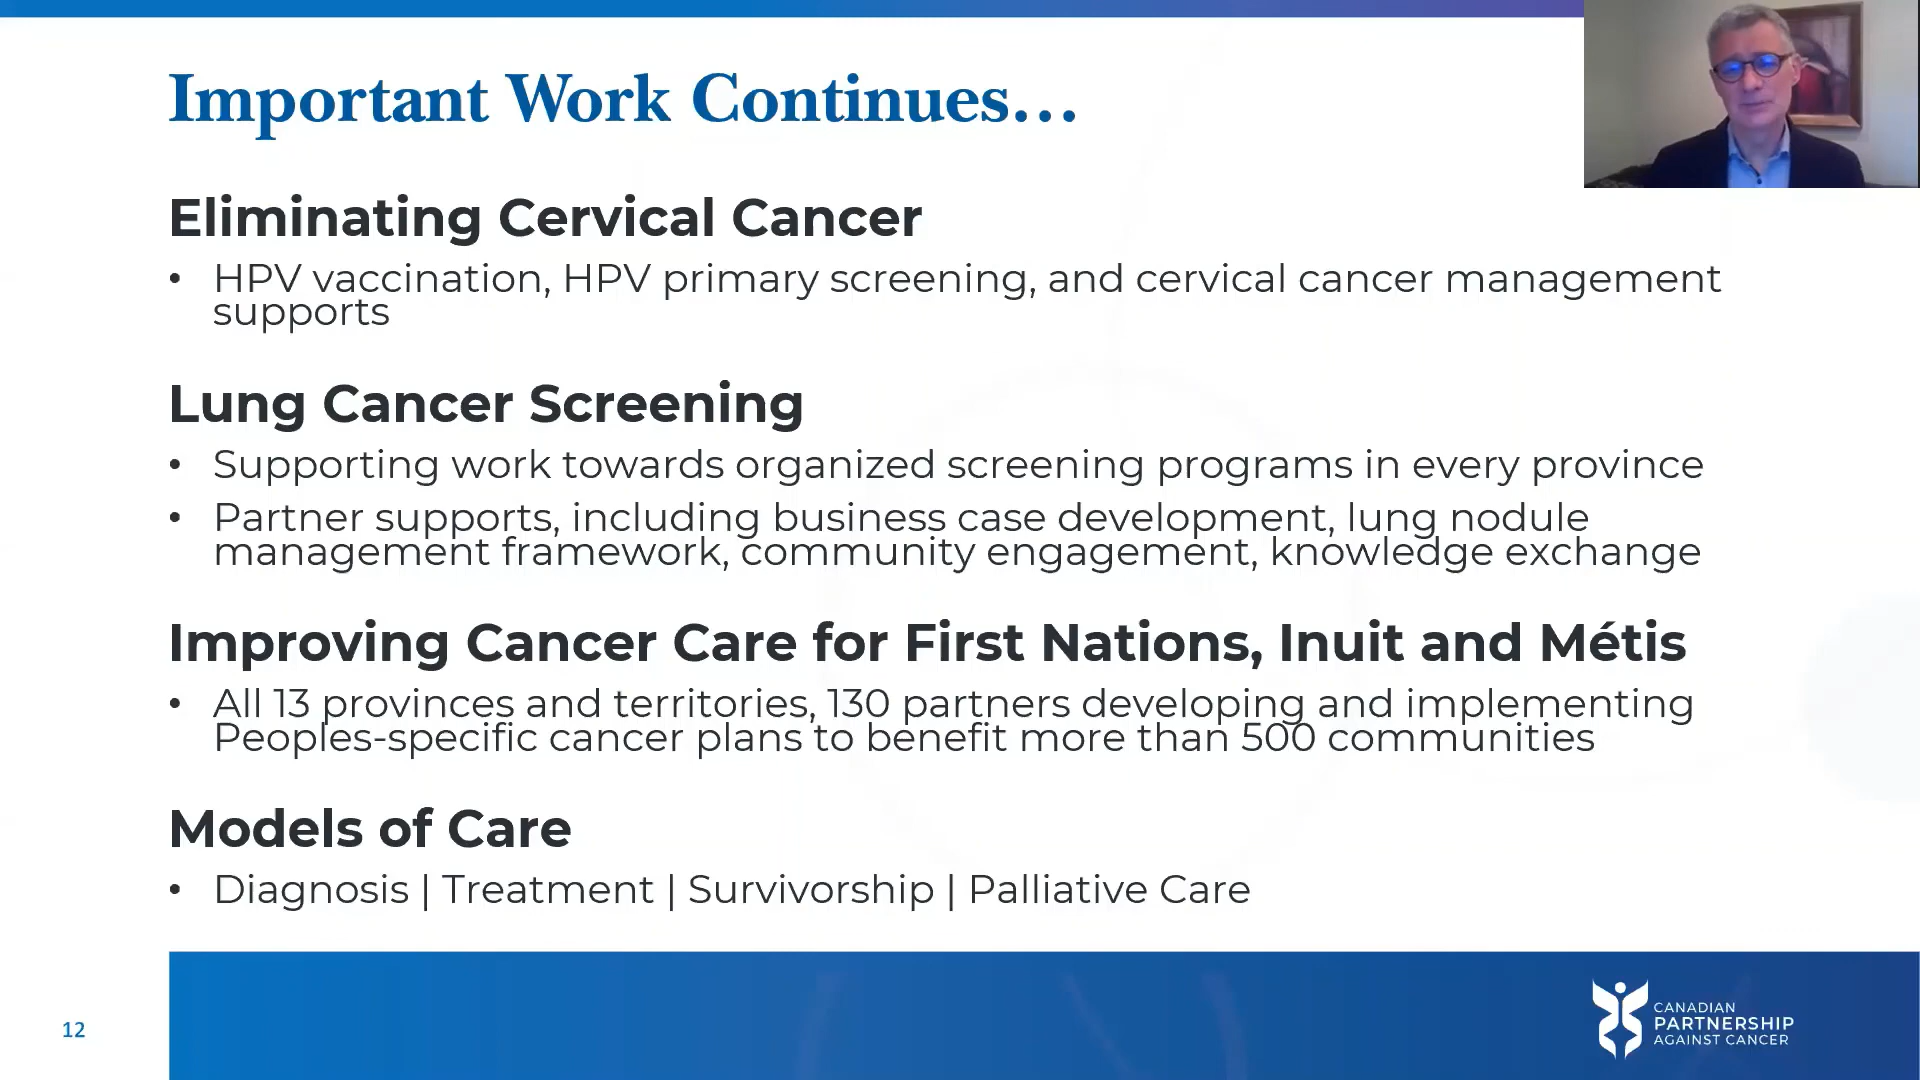 Important Work Continues…
Eliminating Cervical Cancer
• HPV vaccination, HPV primary screening, and cervical cancer management
supports
Lung Cancer Screening
• Supporting work towards organized screening programs in every province
• Partner supports, including business case development, lung nodule
management framework, community engagement, knowledge exchange
Improving Cancer Care for First Nations, Inuit and Métis
• All 13 provinces and territories, 130 partners developing and implementing
Peoples-specific cancer plans to benefit more than 500 communities
Models of Care
• Diagnosis | Treatment | Survivorship | Palliative Care
12
CANADIAN
PARTNERSHIP
AGAINST CANCER